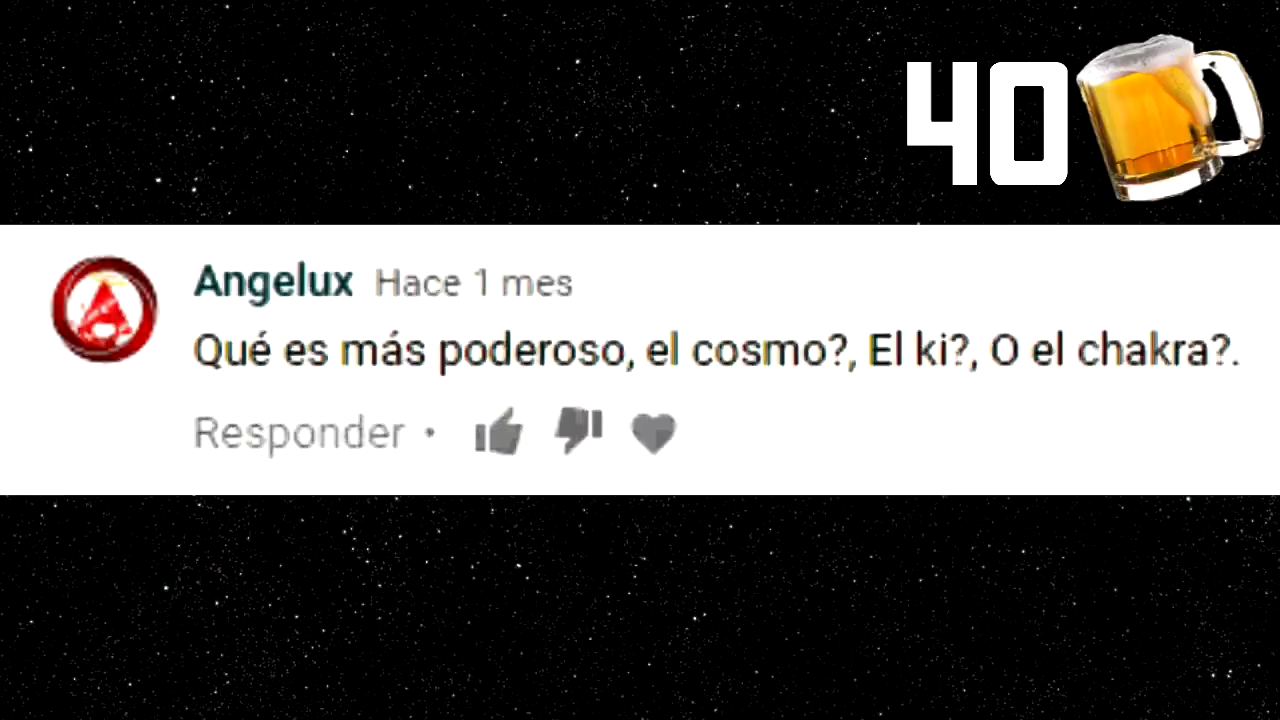 40
Angelux Hace 1 mes
Qué es más poderoso, el cosmo?, El ki?, O el chakra?.
Responder •